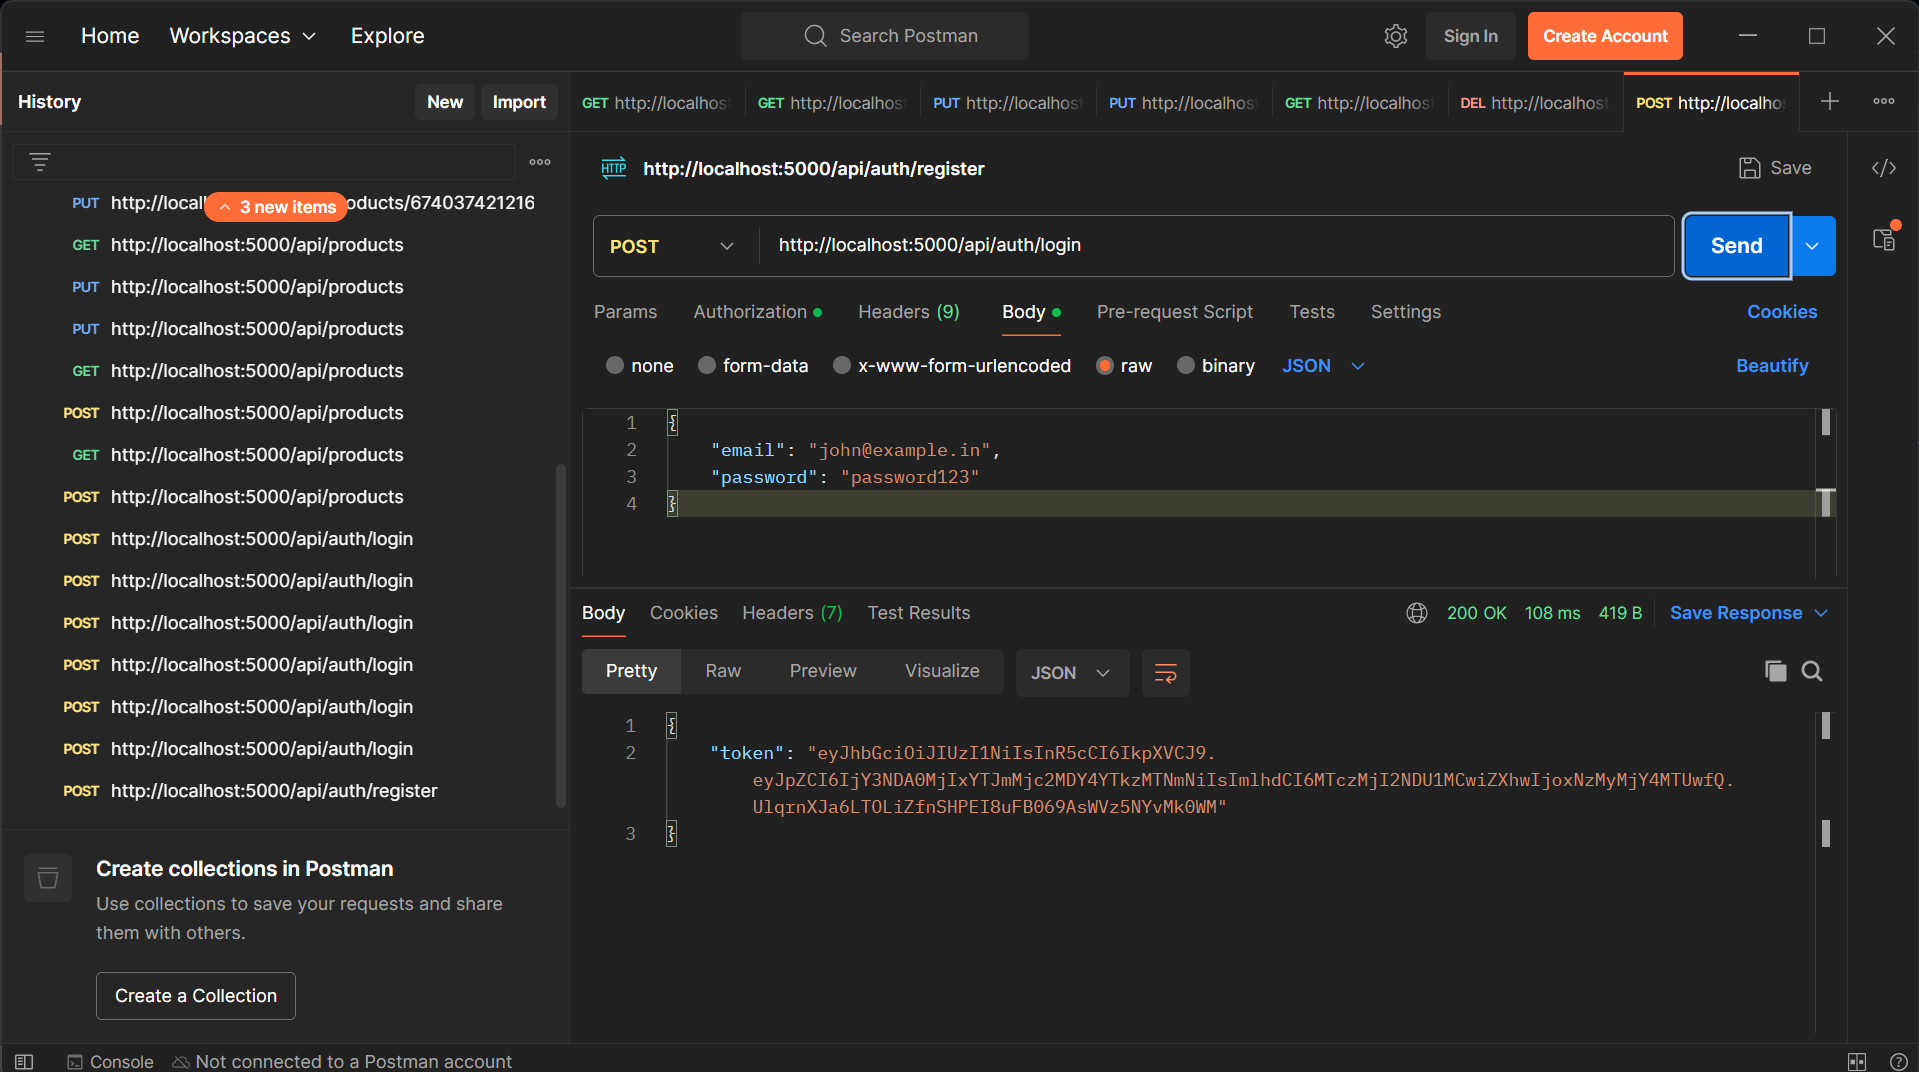 Home Workspaces Explore Search Postman Sign In Create Account
History New Import
GET http://localhos GET http://localhos PUT http://localhos PUT http://localhos GET http://localhos DEL http://localhos POST http://localho
PUT http://local oducts/674037421216
3 new items
GET http://localhost:5000/api/products
PUT http://localhost:5000/api/products
PUT http://localhost:5000/api/products
GET http://localhost:5000/api/products
POST http://localhost:5000/api/products
GET http://localhost:5000/api/products
POST http://localhost:5000/api/products
POST http://localhost:5000/api/auth/login
POST http://localhost:5000/api/auth/login
POST http://localhost:5000/api/auth/login
POST http://localhost:5000/api/auth/login
POST http://localhost:5000/api/auth/login
POST http://localhost:5000/api/auth/login
POST http://localhost:5000/api/auth/register
Create collections in Postman
Use collections to save your requests and share
them with others.
Create a Collection
HTTP http://localhost:5000/api/auth/register Save </>
POST http://localhost:5000/api/auth/login Send
Params Authorization Headers (9) Body Pre-request Script Tests Settings Cookies
none form-data x-www-form-urlencoded raw binary JSON Beautify
1 {
2 "email": "john@example.in",
3 "password": "password123"
4 }
Body Cookies Headers (7) Test Results 200 OK 108 ms 419 B Save Response
Pretty Raw Preview Visualize JSON
1 {
2 "token": "eyJhbGciOiJIUzI1NiIsInR5cCI6IkpXVCJ9.
eyJpZCI6IjY3NDA0MjIxYTJmMjc2MDY4YTkzMTNmNiIsImlhdCI6MTczMjI2NDU1MCwiZXhwIjoxNzMyMjY4MTUwfQ.
UlqrnXJa6LTOLiZfnSHPEI8uFB069AsWVz5NYvMk0WM"
3 }
Console Not connected to a Postman account